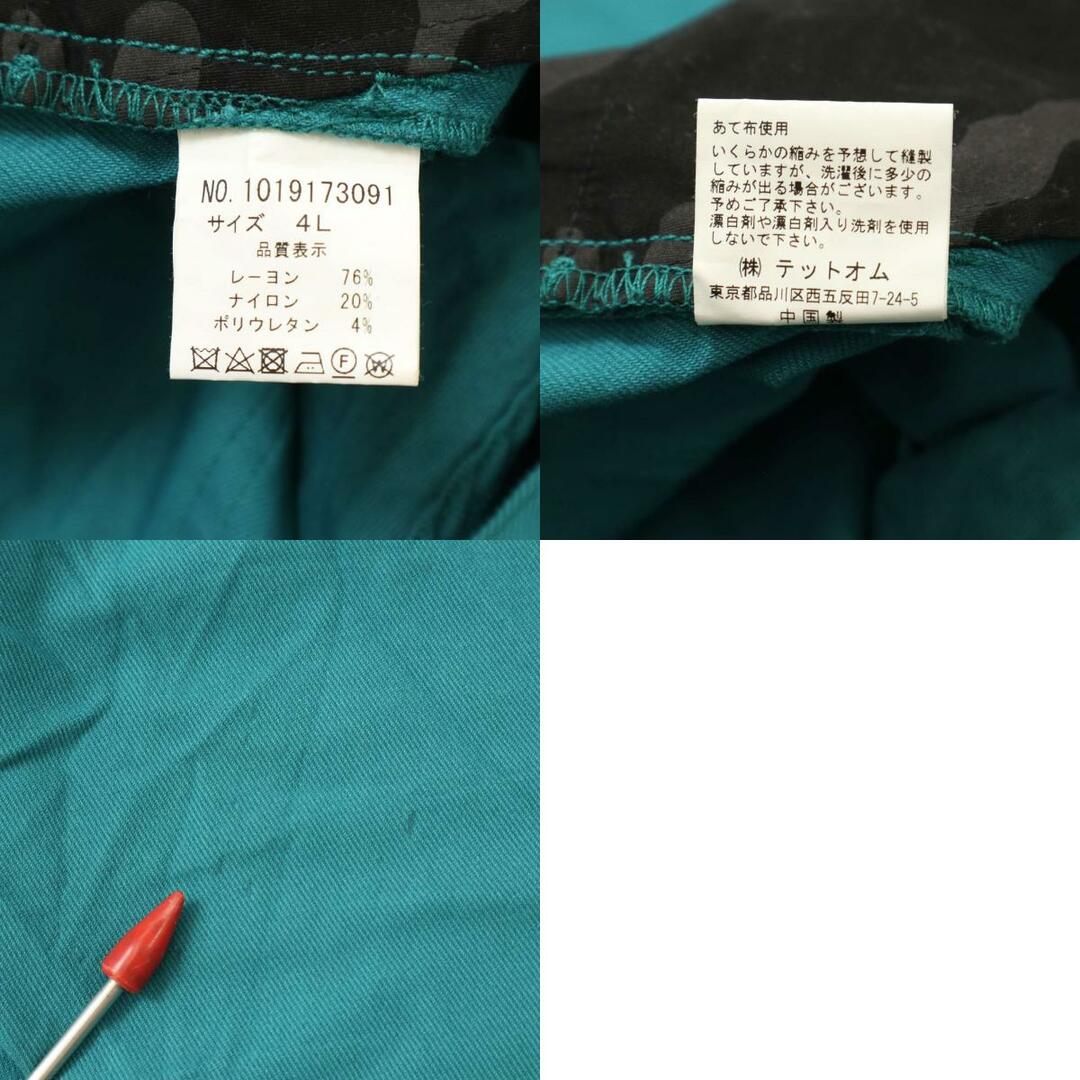 NO. 1019173091
サイズ 4L
品質表示
レーヨン 76%
ナイロン 20%
ポリウレタン 4%
F
W
あて布使用
いくらかの縮みを予想して縫製
していますが、洗濯後に多少の
縮みが出る場合がございます。
予めご了承下さい。
漂白剤や漂白剤入り洗剤を使用
しないで下さい。
㈱ テットオム
東京都品川区西五反田7-24-5
中国製